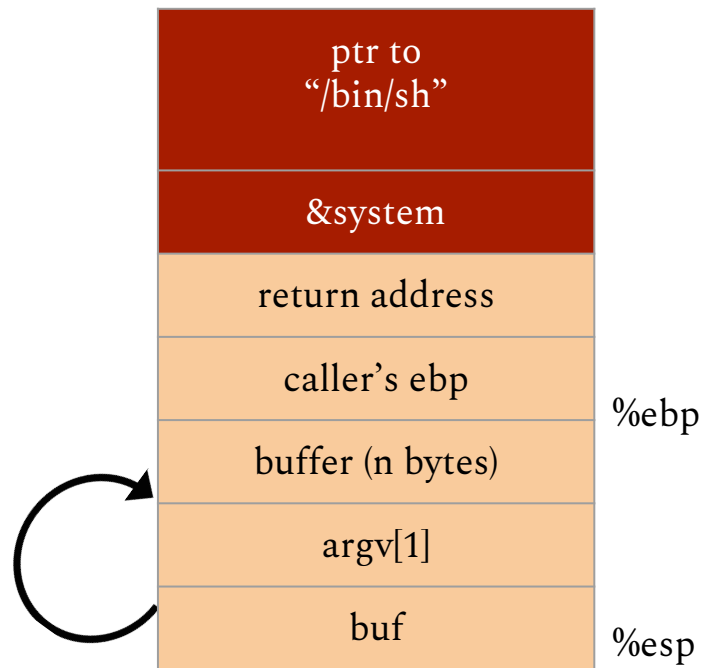 ptr to
“/bin/sh”
&system
return address
caller’s ebp
%ebp
buffer (n bytes)
argv[1]
buf
%esp